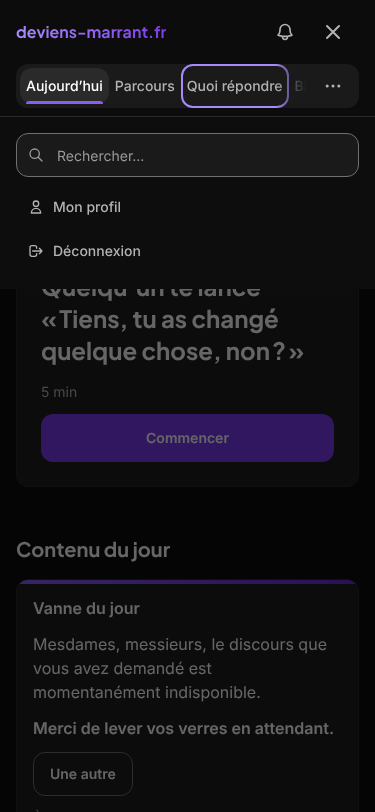 deviens-marrant.fr
Aujourd'hui Parcours Quoi répondre
Rechercher...
Mon profil
Déconnexion
Quelqu'un te lance
« Tiens, tu as changé
quelque chose, non ? »
5 min
Commencer
Contenu du jour
Vanne du jour
Mesdames, messieurs, le discours que
vous avez demandé est
momentanément indisponible.
Merci de lever vos verres en attendant.
Une autre